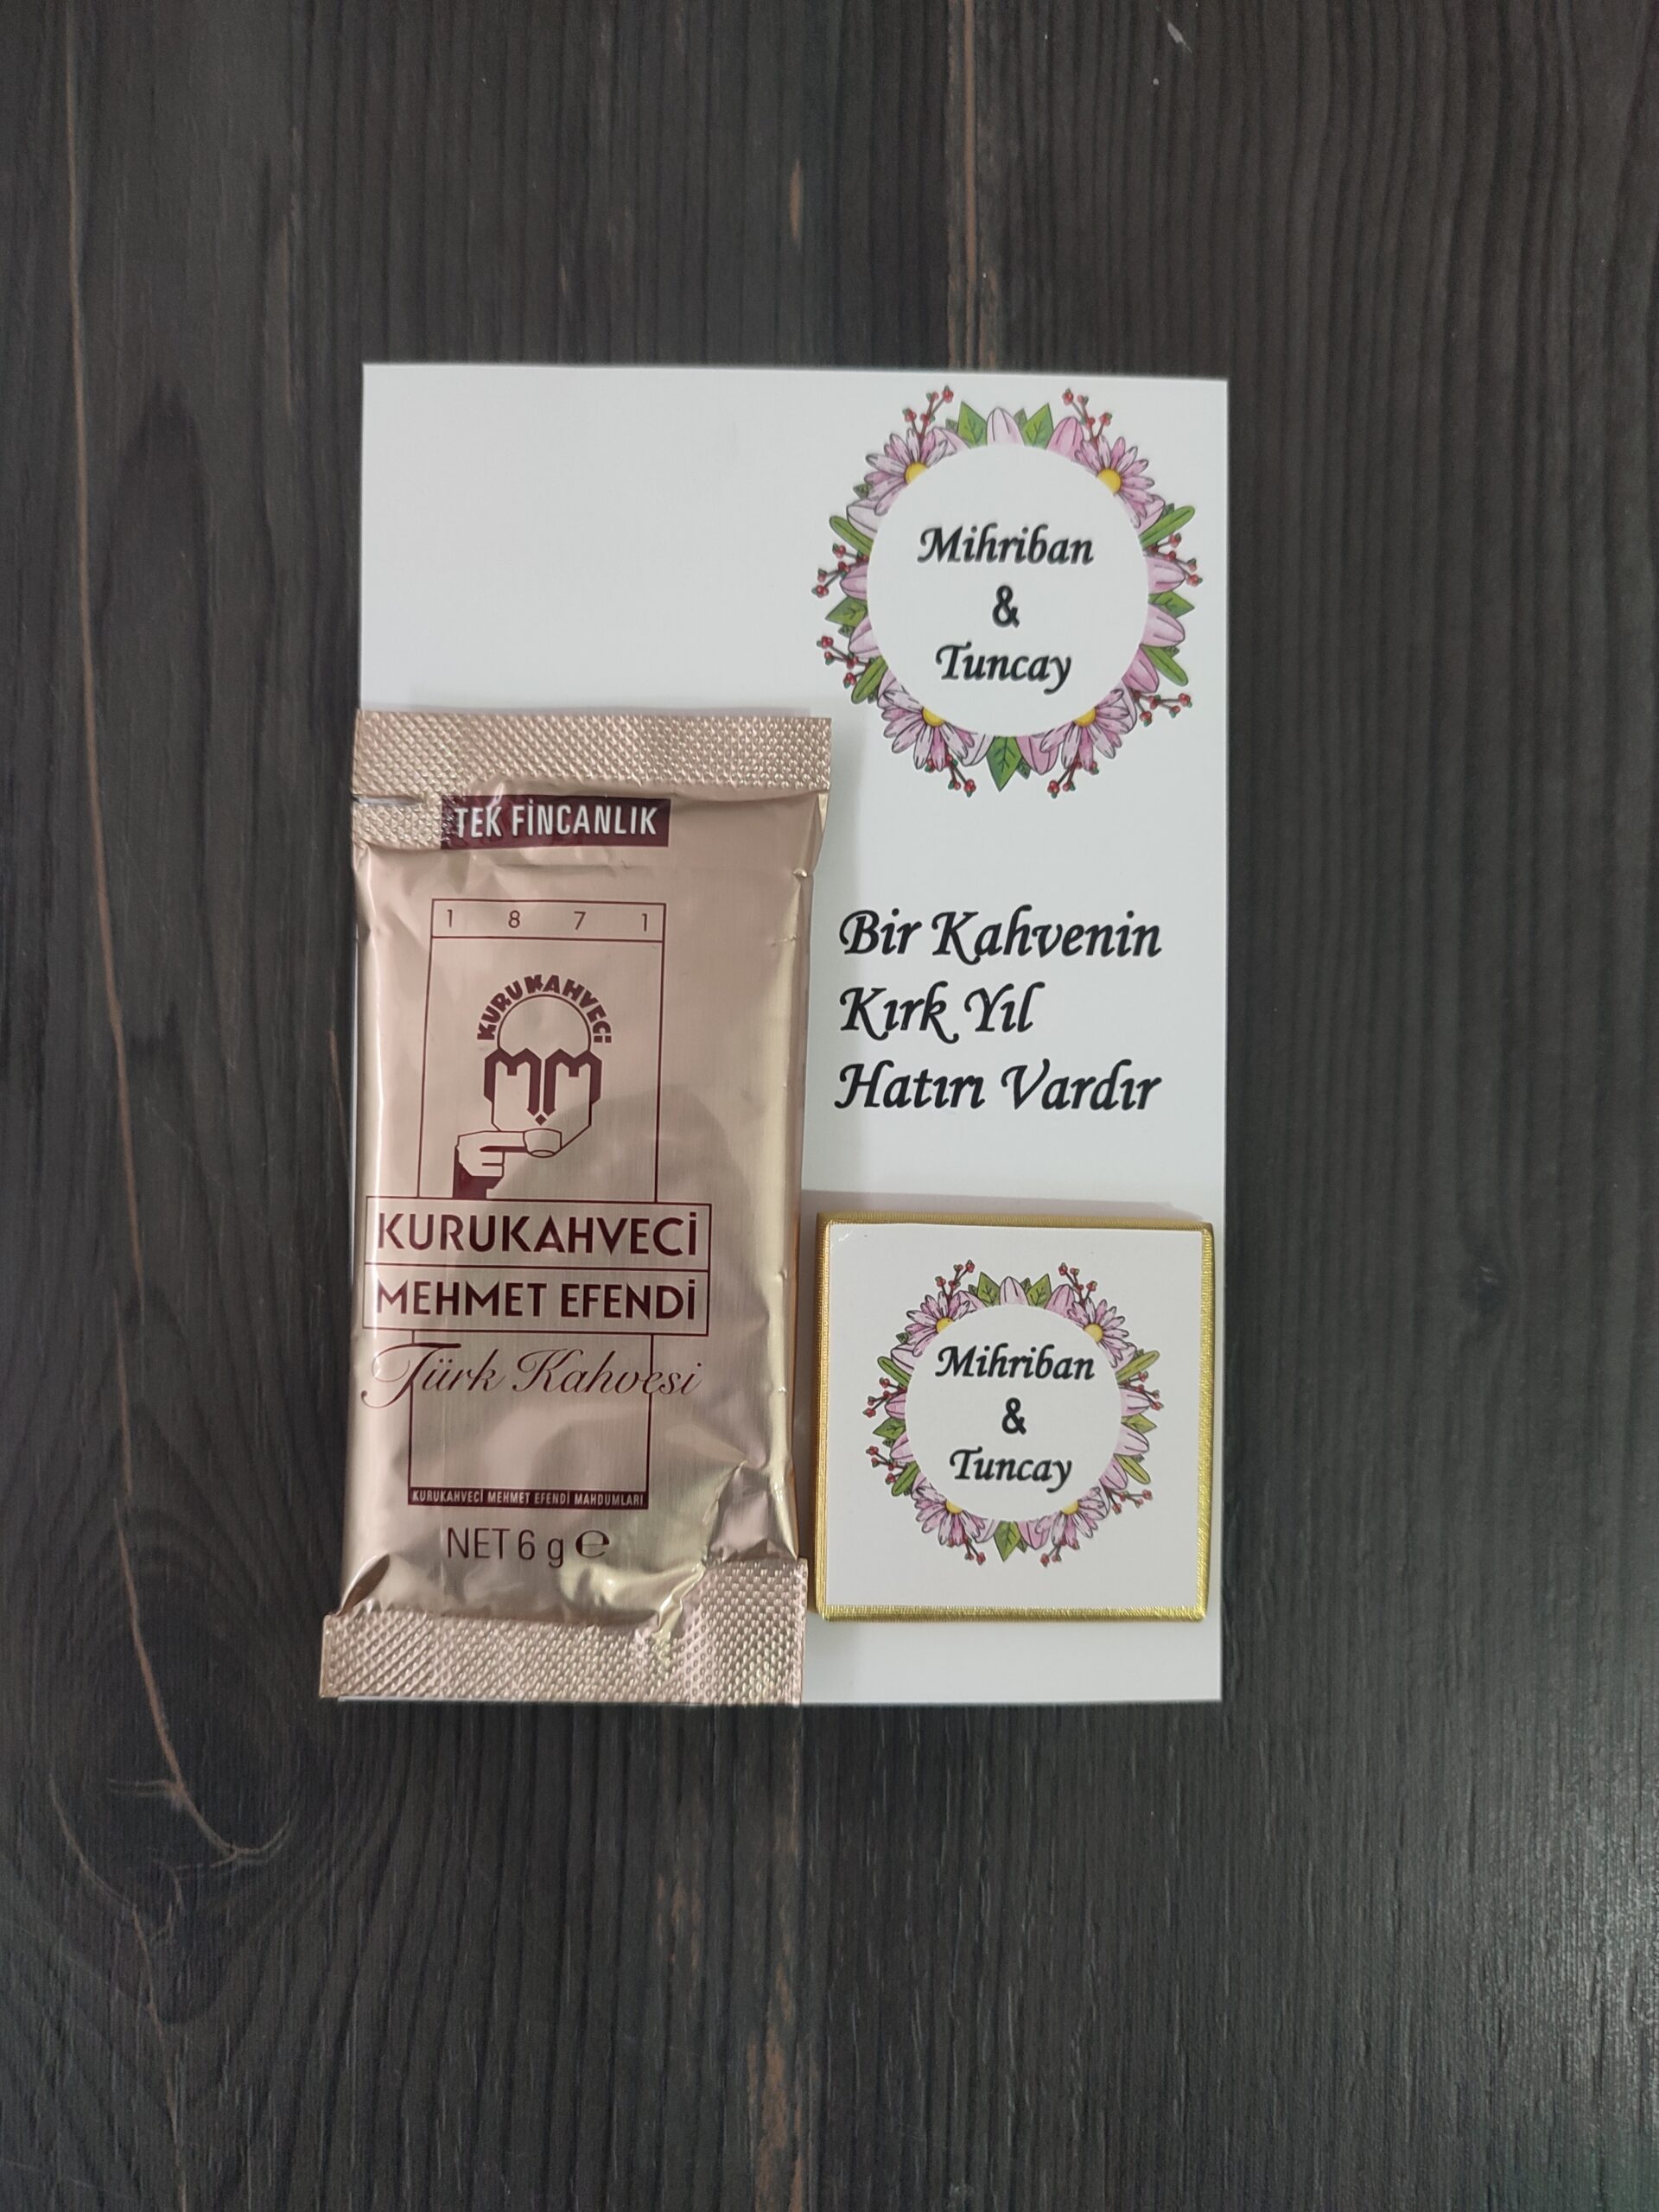 Mihriban
&
Tuncay
TEK FİNCANLIK
1 8 7 1
KURUKAHVECİ
KURUKAHVECİ
MEHMET EFENDİ
Türk Kahvesi
KURUKAHVECİ MEHMET EFENDİ MAHDUMLARI
NET 6 g ℮
Bir Kahvenin
Kırk Yıl
Hatırı Vardır
Mihriban
&
Tuncay